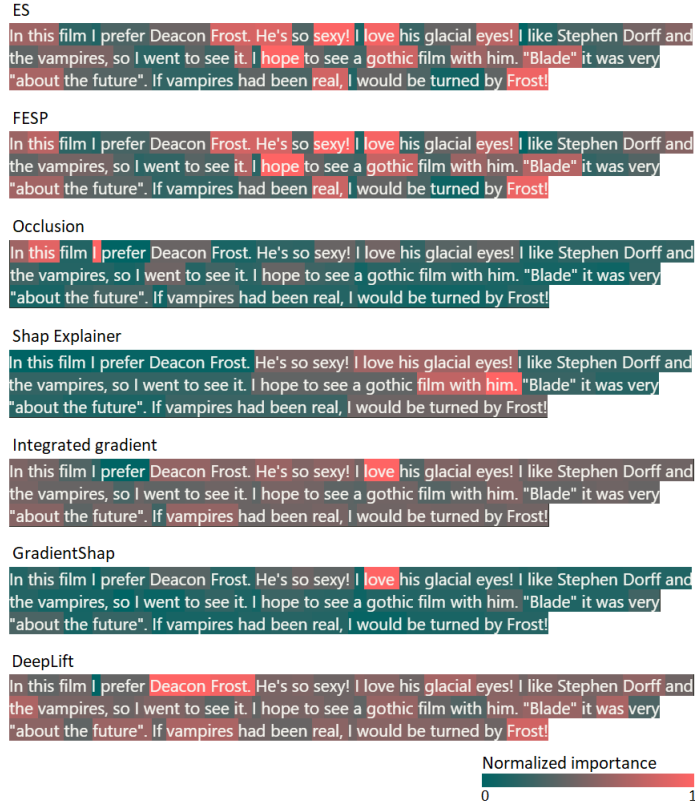 ES
In this film I prefer Deacon Frost. He's so sexy! I love his glacial eyes! I like Stephen Dorff and
the vampires, so I went to see it. I hope to see a gothic film with him. "Blade" it was very
"about the future". If vampires had been real, I would be turned by Frost!
FESP
In this film I prefer Deacon Frost. He's so sexy! I love his glacial eyes! I like Stephen Dorff and
the vampires, so I went to see it. I hope to see a gothic film with him. "Blade" it was very
"about the future". If vampires had been real, I would be turned by Frost!
Occlusion
In this film I prefer Deacon Frost. He's so sexy! I love his glacial eyes! I like Stephen Dorff and
the vampires, so I went to see it. I hope to see a gothic film with him. "Blade" it was very
"about the future". If vampires had been real, I would be turned by Frost!
Shap Explainer
In this film I prefer Deacon Frost. He's so sexy! I love his glacial eyes! I like Stephen Dorff and
the vampires, so I went to see it. I hope to see a gothic film with him. "Blade" it was very
"about the future". If vampires had been real, I would be turned by Frost!
Integrated gradient
In this film I prefer Deacon Frost. He's so sexy! I love his glacial eyes! I like Stephen Dorff and
the vampires, so I went to see it. I hope to see a gothic film with him. "Blade" it was very
"about the future". If vampires had been real, I would be turned by Frost!
GradientShap
In this film I prefer Deacon Frost. He's so sexy! I love his glacial eyes! I like Stephen Dorff and
the vampires, so I went to see it. I hope to see a gothic film with him. "Blade" it was very
"about the future". If vampires had been real, I would be turned by Frost!
DeepLift
In this film I prefer Deacon Frost. He's so sexy! I love his glacial eyes! I like Stephen Dorff and
the vampires, so I went to see it. I hope to see a gothic film with him. "Blade" it was very
"about the future". If vampires had been real, I would be turned by Frost!
Normalized importance
0 1